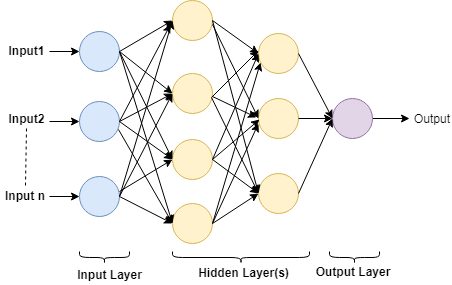 Input1
Input2
Input n
Output
Input Layer
Hidden Layer(s)
Output Layer